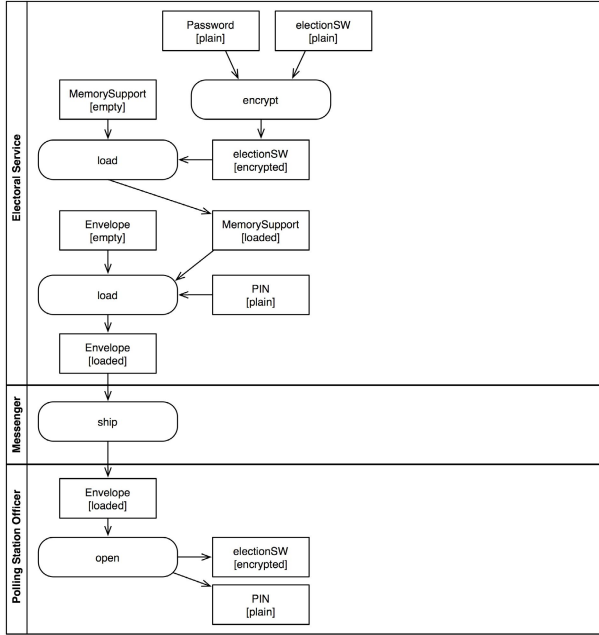 Electoral Service
Password
[plain]
electionSW
[plain]
MemorySupport
[empty]
encrypt
load
electionSW
[encrypted]
Envelope
[empty]
MemorySupport
[loaded]
load
PIN
[plain]
Envelope
[loaded]
Messenger
ship
Polling Station Officer
Envelope
[loaded]
open
electionSW
[encrypted]
PIN
[plain]